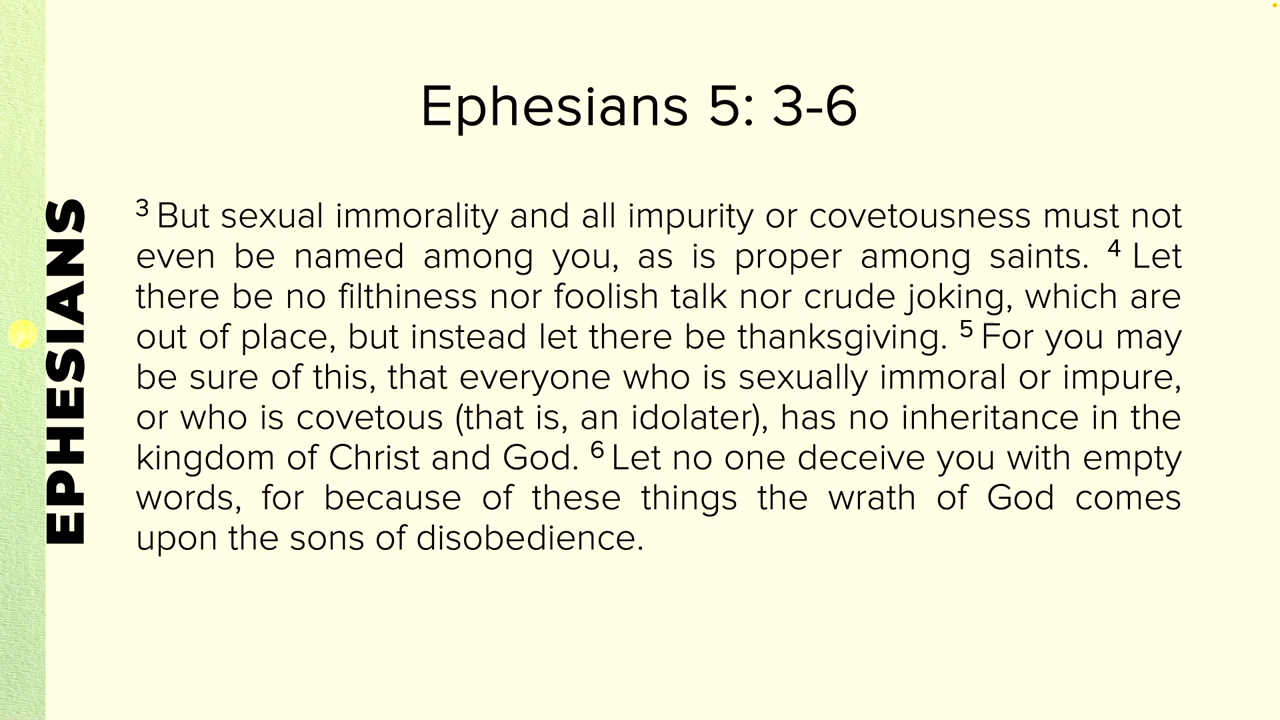 Ephesians 5: 3-6
EPHESIANS
³ But sexual immorality and all impurity or covetousness must not
even be named among you, as is proper among saints. ⁴ Let
there be no filthiness nor foolish talk nor crude joking, which are
out of place, but instead let there be thanksgiving. ⁵ For you may
be sure of this, that everyone who is sexually immoral or impure,
or who is covetous (that is, an idolater), has no inheritance in the
kingdom of Christ and God. ⁶ Let no one deceive you with empty
words, for because of these things the wrath of God comes
upon the sons of disobedience.